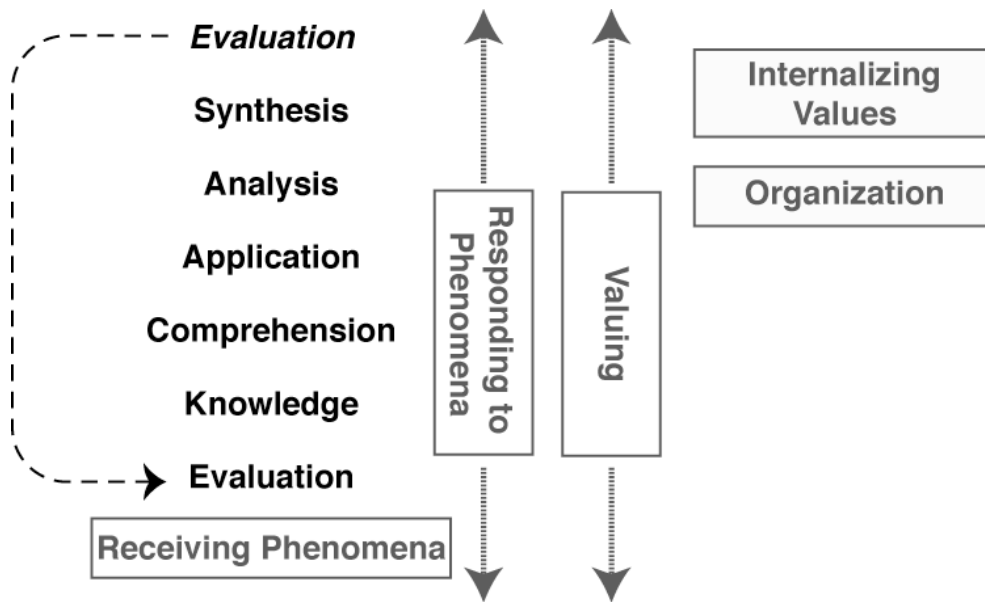 Evaluation
Synthesis
Analysis
Application
Comprehension
Knowledge
Evaluation
Receiving Phenomena
Responding to
Phenomena
Valuing
Internalizing
Values
Organization